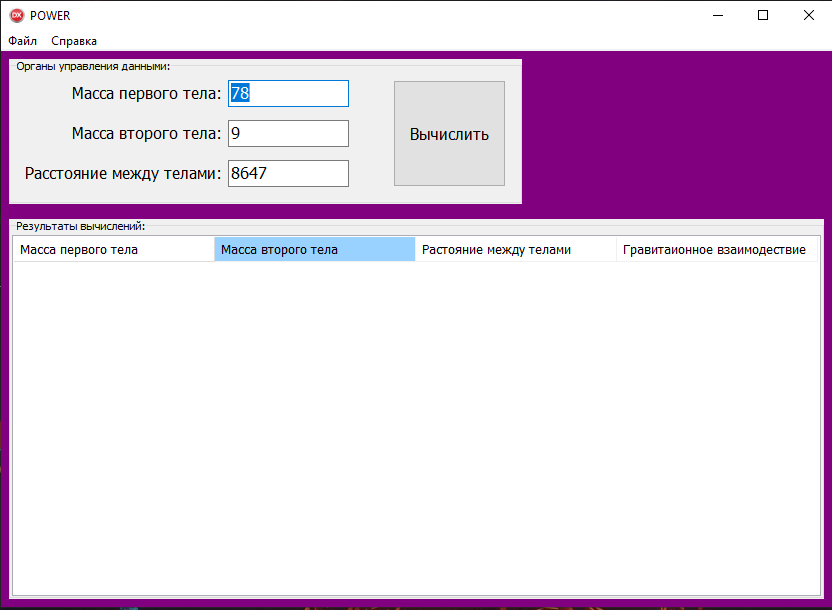 DX POWER
Файл Справка
Органы управления данными:
Масса первого тела: 78
Масса второго тела: 9
Расстояние между телами: 8647
Вычислить
Результаты вычислений:
Масса первого тела Масса второго тела Растояние между телами Гравитаионное взаимодествие